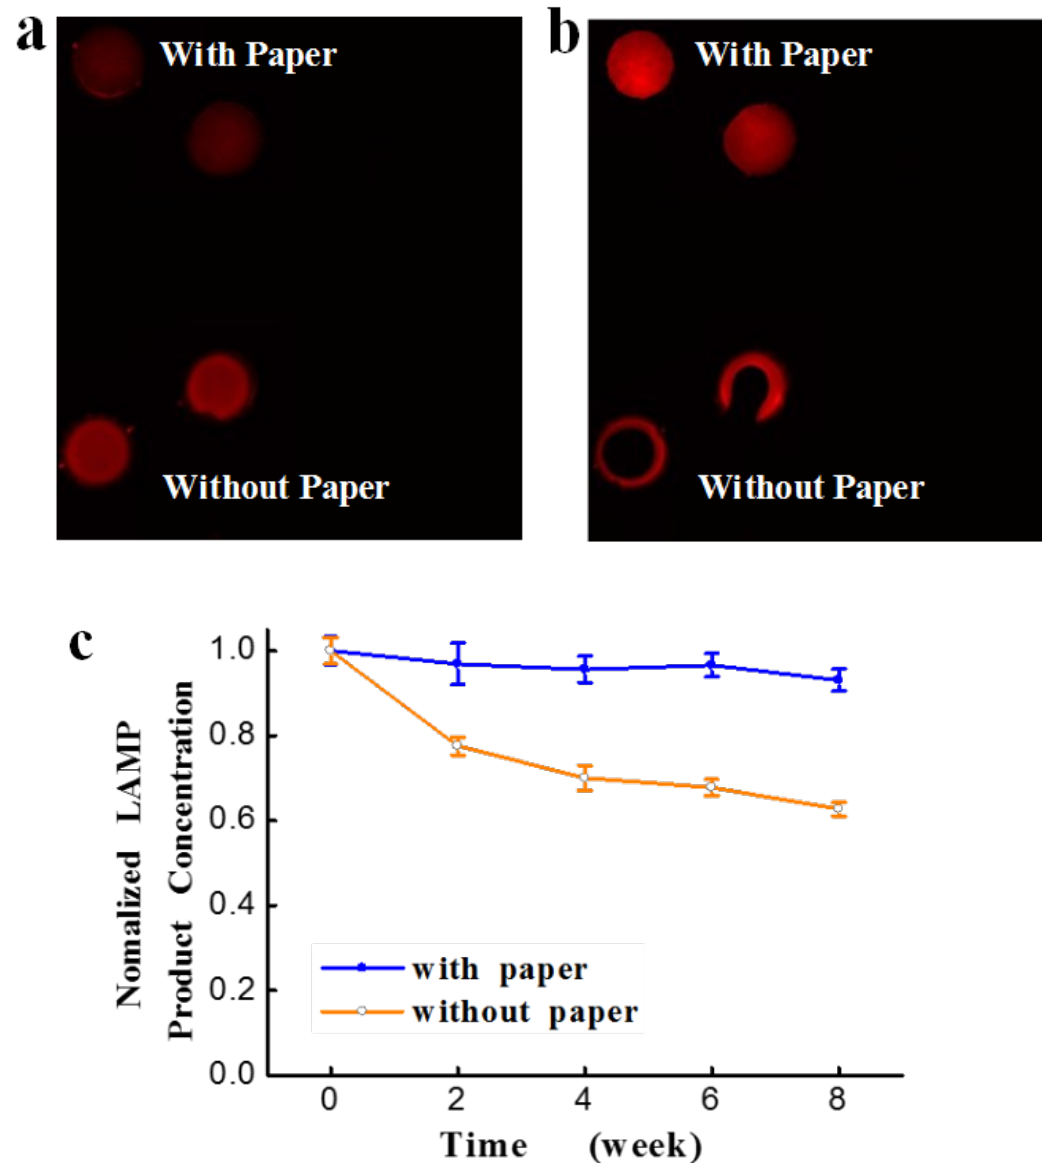 a
With Paper
Without Paper
b
With Paper
Without Paper
c
Nomalized LAMP
Product Concentration
1.0
0.8
0.6
0.4
0.2
0.0
with paper
without paper
0 2 4 6 8
Time (week)